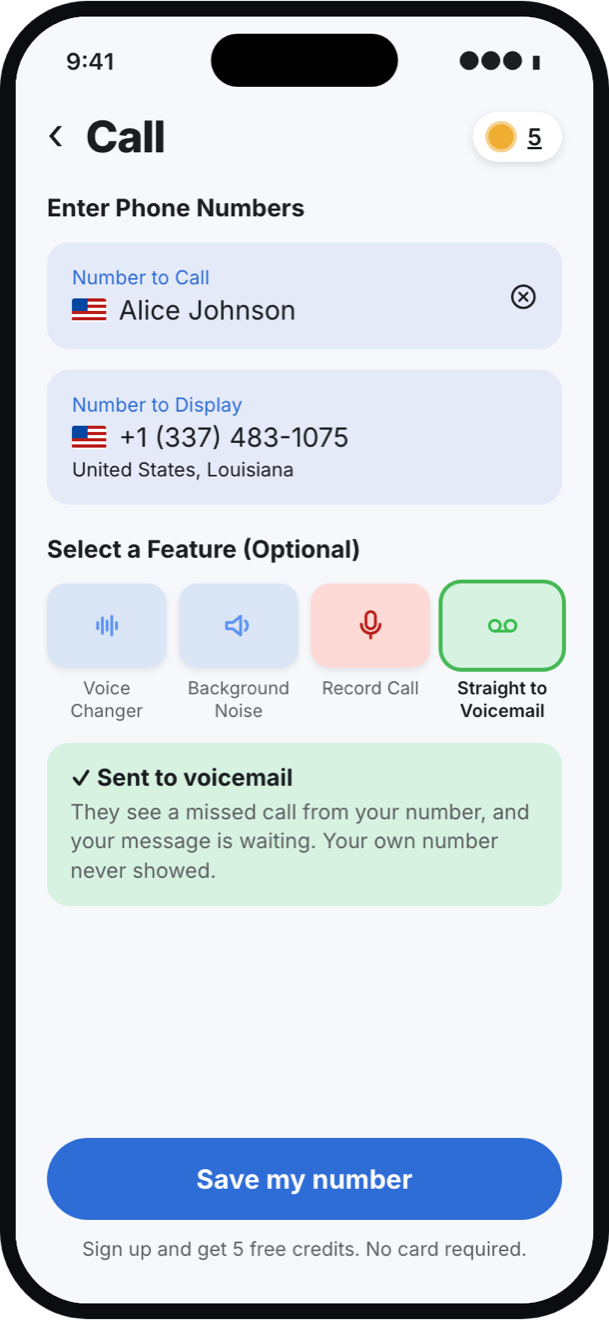 9:41
Call
5
Enter Phone Numbers
Number to Call
Alice Johnson
Number to Display
+1 (337) 483-1075
United States, Louisiana
Select a Feature (Optional)
Voice
Changer
Background
Noise
Record Call
Straight to
Voicemail
✓ Sent to voicemail
They see a missed call from your number, and
your message is waiting. Your own number
never showed.
Save my number
Sign up and get 5 free credits. No card required.